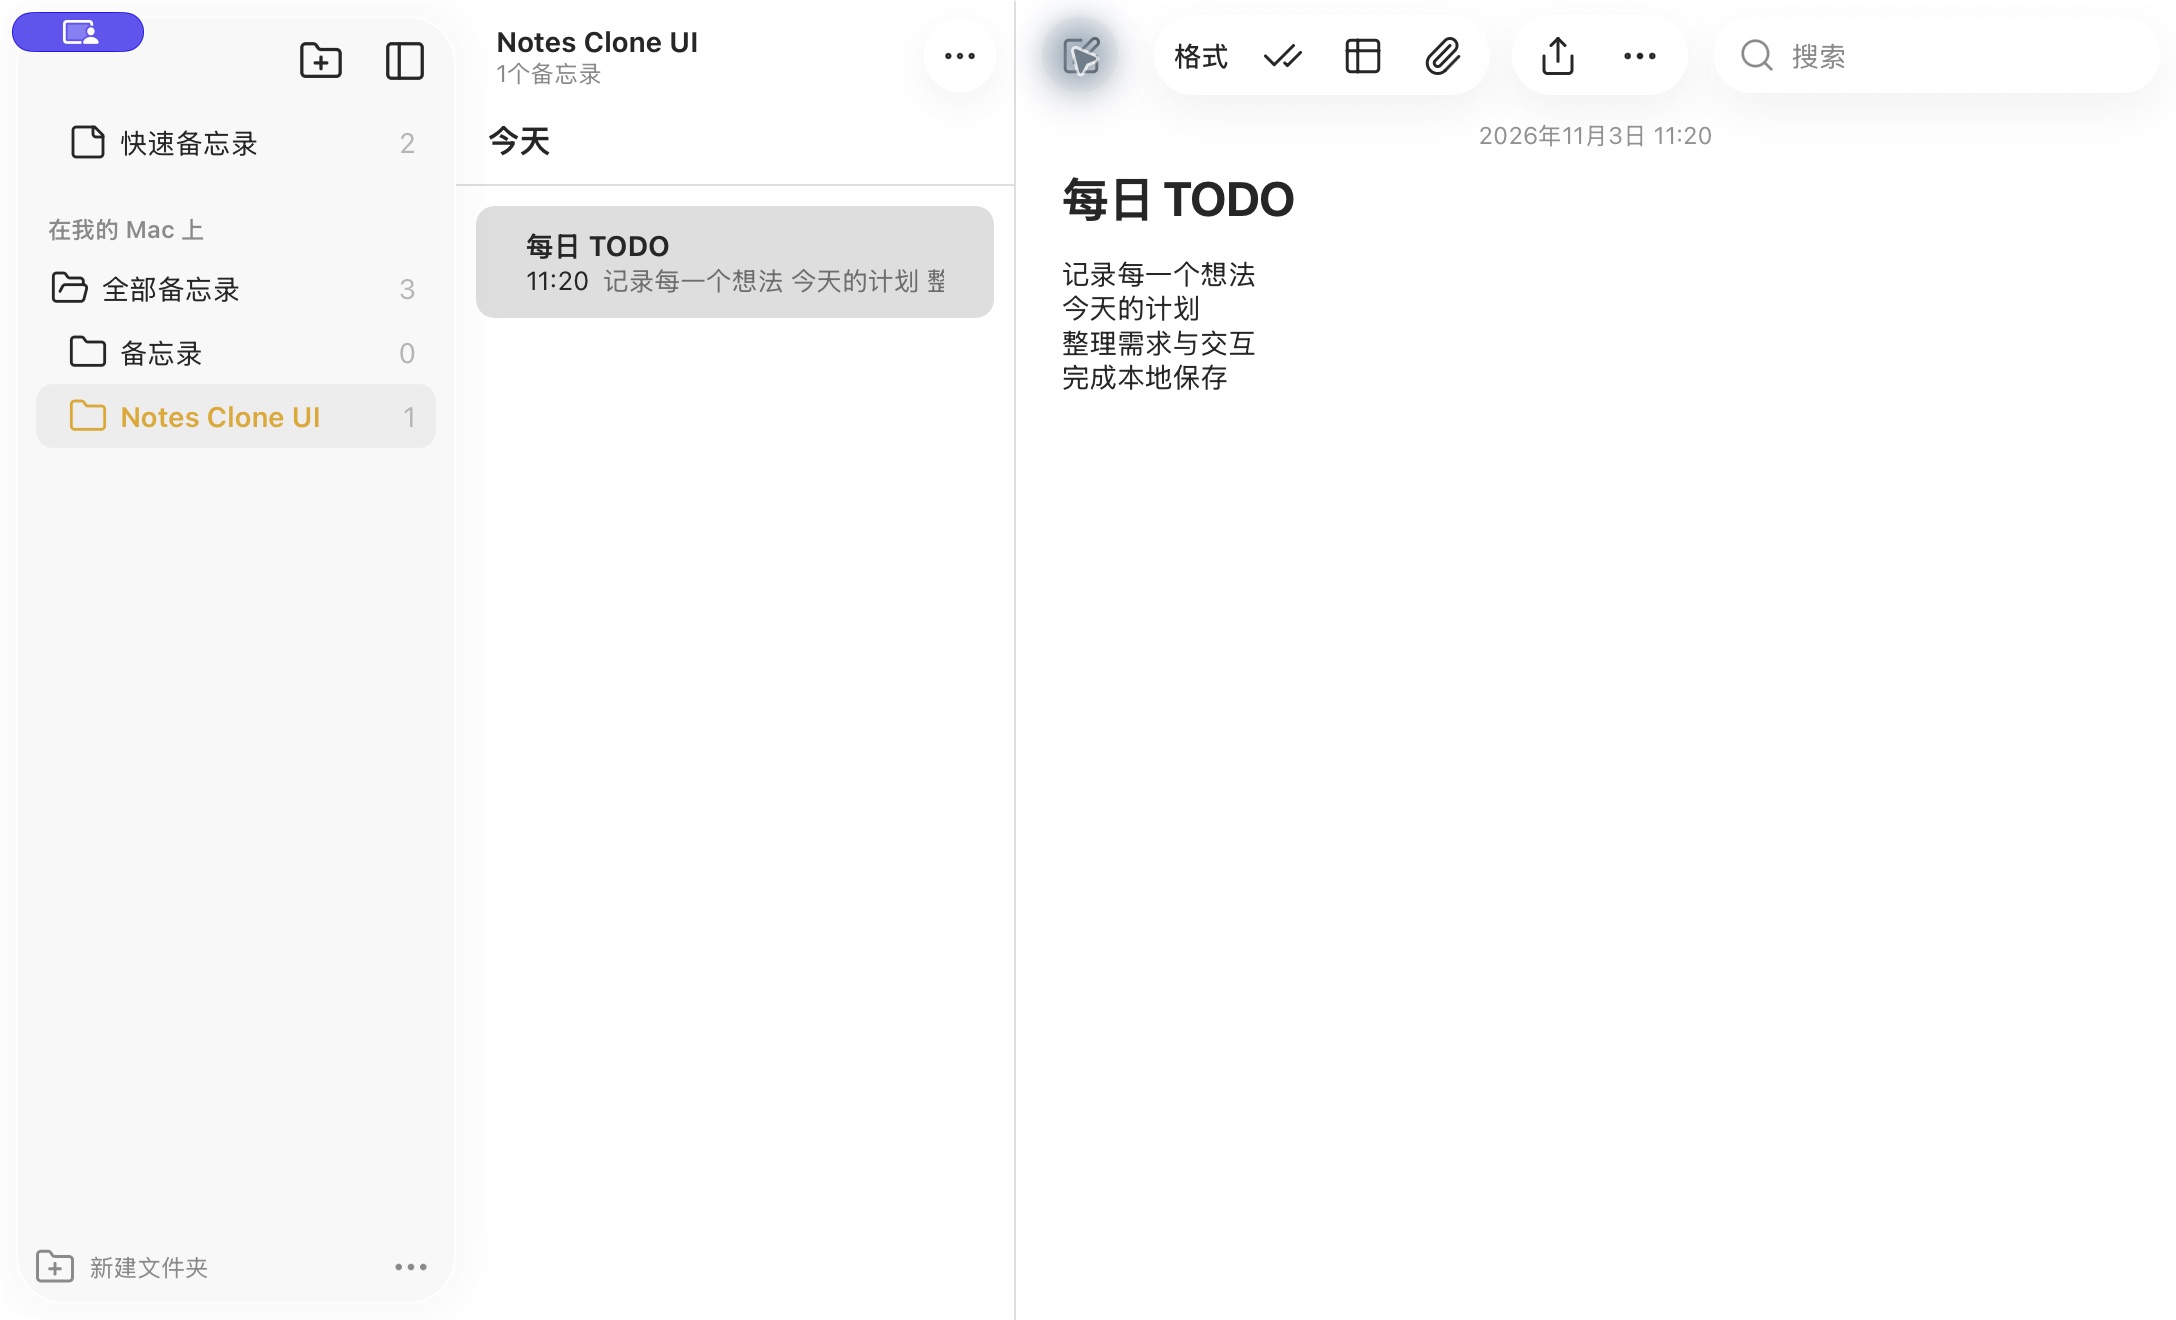 快速备忘录 2
在我的 Mac 上
全部备忘录 3
备忘录 0
Notes Clone UI 1
新建文件夹
Notes Clone UI
1个备忘录
今天
每日 TODO
11:20 记录每一个想法 今天的计划 整
格式
搜索
2026年11月3日 11:20
每日 TODO
记录每一个想法
今天的计划
整理需求与交互
完成本地保存